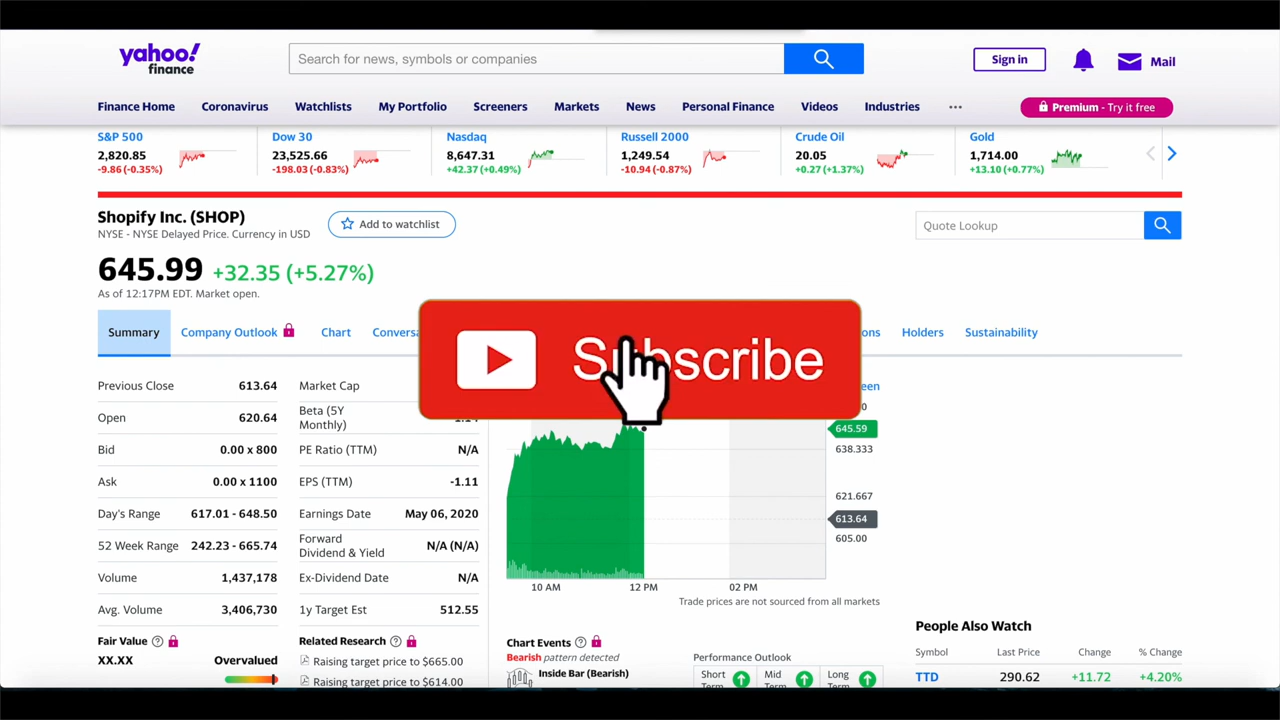 yahoo!
finance
Search for news, symbols or companies
Sign in
Mail
Finance Home Coronavirus Watchlists My Portfolio Screeners Markets News Personal Finance Videos Industries ...
Premium - Try it free
S&P 500 Dow 30 Nasdaq Russell 2000 Crude Oil Gold
2,820.85 23,525.66 8,647.31 1,249.54 20.05 1,714.00
-9.86 (-0.35%) -198.03 (-0.83%) +42.37 (+0.49%) -10.94 (-0.87%) +0.27 (+1.37%) +13.10 (+0.77%)
Shopify Inc. (SHOP)
NYSE - NYSE Delayed Price. Currency in USD
Add to watchlist
Quote Lookup
645.99 +32.35 (+5.27%)
As of 12:17PM EDT. Market open.
Summary Company Outlook Chart Holders Sustainability
Subscribe
Previous Close 613.64
Open 620.64
Bid 0.00 x 800
Ask 0.00 x 1100
Day's Range 617.01 - 648.50
52 Week Range 242.23 - 665.74
Volume 1,437,178
Avg. Volume 3,406,730
Market Cap
Beta (5Y
Monthly)
PE Ratio (TTM) N/A
EPS (TTM) -1.11
Earnings Date May 06, 2020
Forward
Dividend & Yield N/A (N/A)
Ex-Dividend Date N/A
1y Target Est 512.55
645.59
638.333
621.667
613.64
605.00
10 AM 12 PM 02 PM
Trade prices are not sourced from all markets
Fair Value
XX.XX Overvalued
Related Research
Raising target price to $665.00
Raising target price to $614.00
Chart Events
Bearish pattern detected
Inside Bar (Bearish)
Performance Outlook
Short Mid Long
Term Term Term
People Also Watch
Symbol Last Price Change % Change
TTD 290.62 +11.72 +4.20%